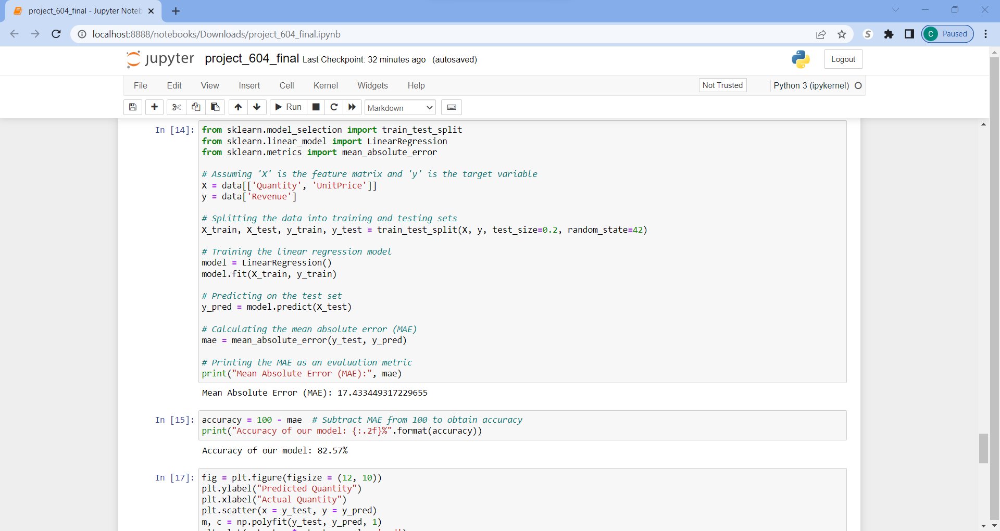 project_604_final - Jupyter Noteb
localhost:8888/notebooks/Downloads/project_604_final.ipynb
S
C Paused
jupyter project_604_final Last Checkpoint: 32 minutes ago (autosaved)
Logout
File Edit View Insert Cell Kernel Widgets Help
Not Trusted
Python 3 (ipykernel)
Run
Markdown
In [14]:
from sklearn.model_selection import train_test_split
from sklearn.linear_model import LinearRegression
from sklearn.metrics import mean_absolute_error
# Assuming 'X' is the feature matrix and 'y' is the target variable
X = data[['Quantity', 'UnitPrice']]
y = data['Revenue']
# Splitting the data into training and testing sets
X_train, X_test, y_train, y_test = train_test_split(X, y, test_size=0.2, random_state=42)
# Training the linear regression model
model = LinearRegression()
model.fit(X_train, y_train)
# Predicting on the test set
y_pred = model.predict(X_test)
# Calculating the mean absolute error (MAE)
mae = mean_absolute_error(y_test, y_pred)
# Printing the MAE as an evaluation metric
print("Mean Absolute Error (MAE):", mae)
Mean Absolute Error (MAE): 17.433449317229655
In [15]:
accuracy = 100 - mae  # Subtract MAE from 100 to obtain accuracy
print("Accuracy of our model: {:.2f}%".format(accuracy))
Accuracy of our model: 82.57%
In [17]:
fig = plt.figure(figsize = (12, 10))
plt.ylabel("Predicted Quantity")
plt.xlabel("Actual Quantity")
plt.scatter(x = y_test, y = y_pred)
m, c = np.polyfit(y_test, y_pred, 1)